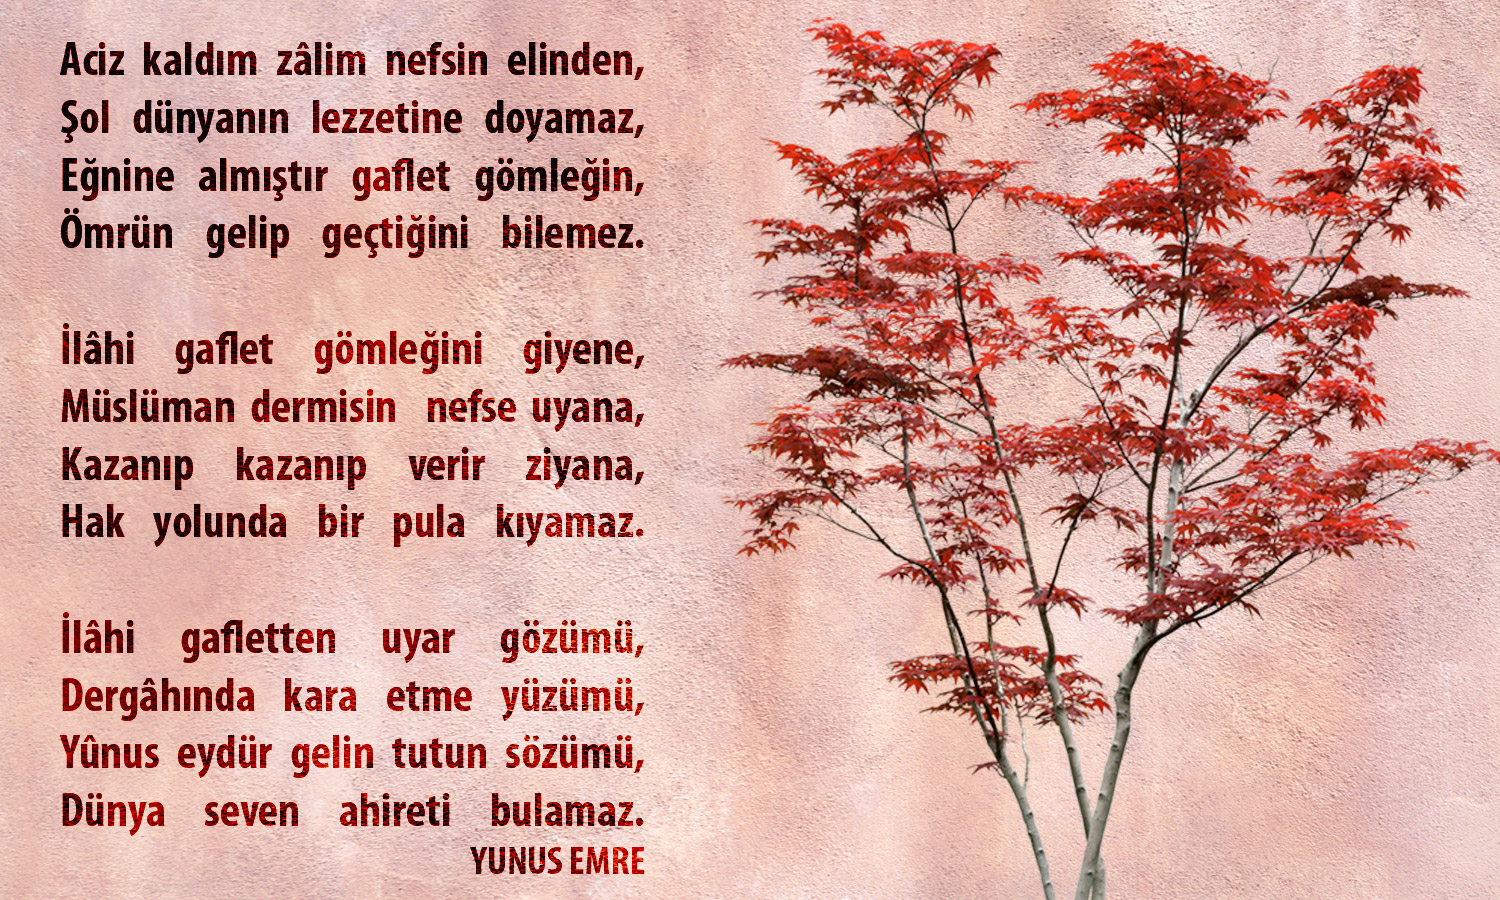 Aciz kaldım zâlim nefsin elinden,
Şol dünyanın lezzetine doyamaz,
Eğnine almıştır gaflet gömleğin,
Ömrün gelip geçtiğini bilemez.
İlâhi gaflet gömleğini giyene,
Müslüman dermisin nefse uyana,
Kazanıp kazanıp verir ziyana,
Hak yolunda bir pula kıyamaz.
İlâhi gafletten uyar gözümü,
Dergâhında kara etme yüzümü,
Yûnus eydür gelin tutun sözümü,
Dünya seven ahireti bulamaz.
YUNUS EMRE